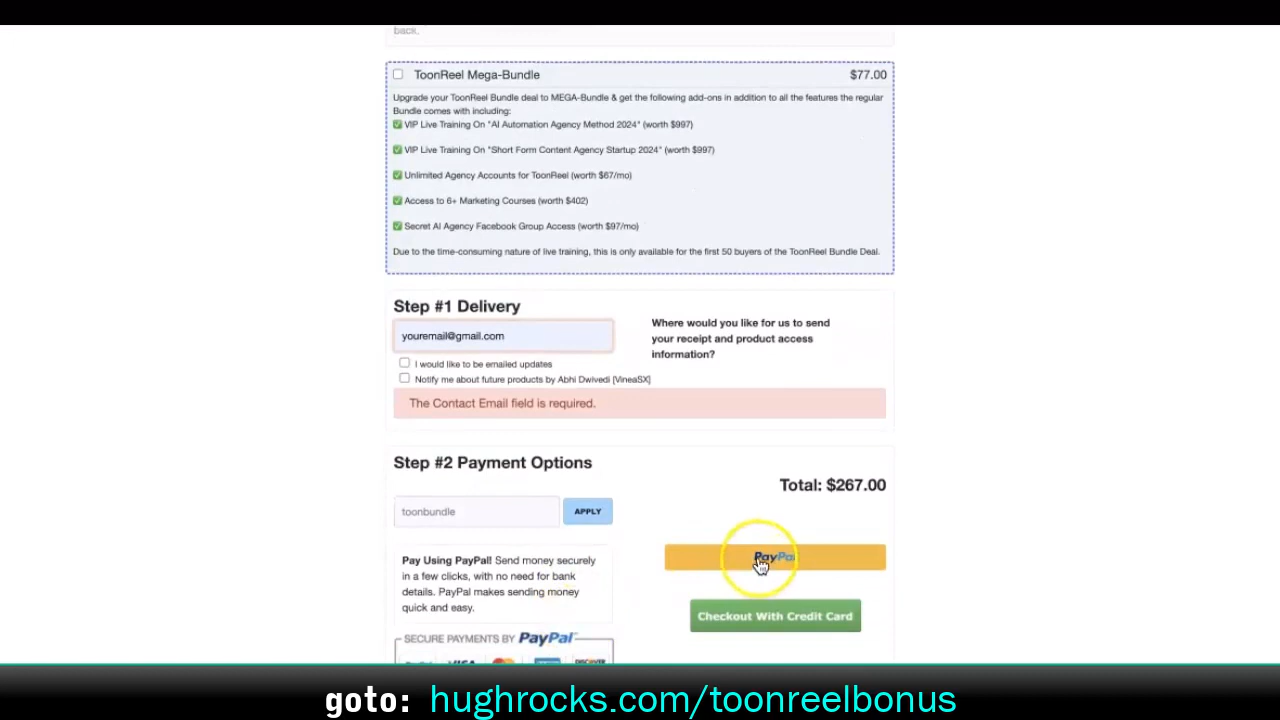 back.
ToonReel Mega-Bundle $77.00
Upgrade your ToonReel Bundle deal to MEGA-Bundle & get the following add-ons in addition to all the features the regular
Bundle comes with including:
✅ VIP Live Training On "AI Automation Agency Method 2024" (worth $997)
✅ VIP Live Training On "Short Form Content Agency Startup 2024" (worth $997)
✅ Unlimited Agency Accounts for ToonReel (worth $67/mo)
✅ Access to 6+ Marketing Courses (worth $402)
✅ Secret AI Agency Facebook Group Access (worth $97/mo)
Due to the time-consuming nature of live training, this is only available for the first 50 buyers of the ToonReel Bundle Deal.
Step #1 Delivery
youremail@gmail.com
Where would you like for us to send
your receipt and product access
information?
I would like to be emailed updates
Notify me about future products by Abhi Dwivedi [VineaSX]
The Contact Email field is required.
Step #2 Payment Options
Total: $267.00
toonbundle
APPLY
Pay Using PayPal! Send money securely
in a few clicks, with no need for bank
details. PayPal makes sending money
quick and easy.
PayPal
Checkout With Credit Card
SECURE PAYMENTS BY PayPal
goto: hughrocks.com/toonreelbonus